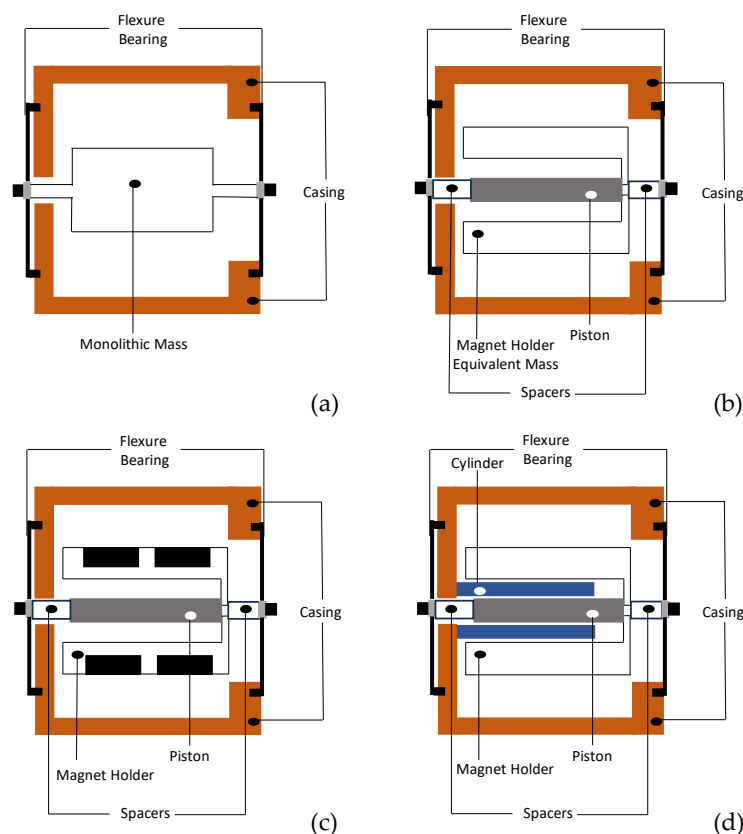 Flexure
Bearing
Casing
Monolithic Mass
(a)
Flexure
Bearing
Casing
Magnet Holder
Equivalent Mass
Piston
Spacers
(b)
Flexure
Bearing
Casing
Magnet Holder
Piston
Spacers
(c)
Flexure
Bearing
Cylinder
Casing
Magnet Holder
Piston
Spacers
(d)